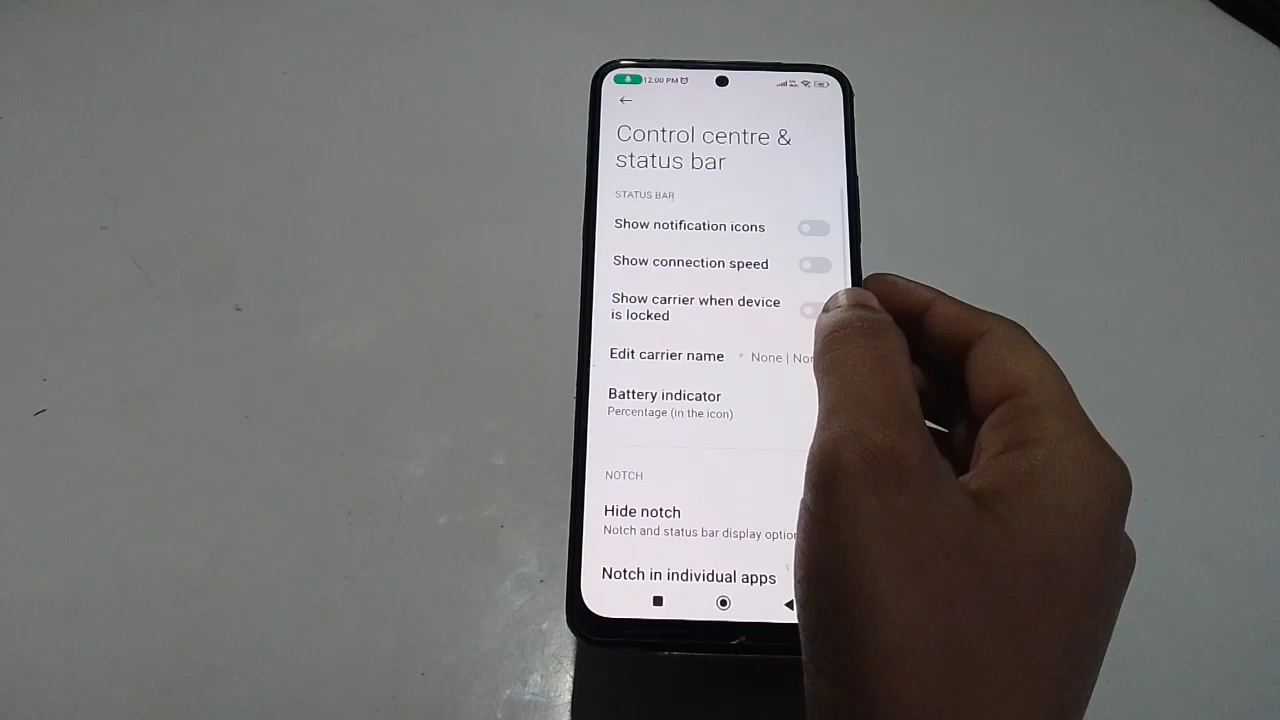 12:00 PM
Control centre &
status bar
STATUS BAR
Show notification icons
Show connection speed
Show carrier when device
is locked
Edit carrier name None | Nor
Battery indicator
Percentage (in the icon)
NOTCH
Hide notch
Notch and status bar display option
Notch in individual apps